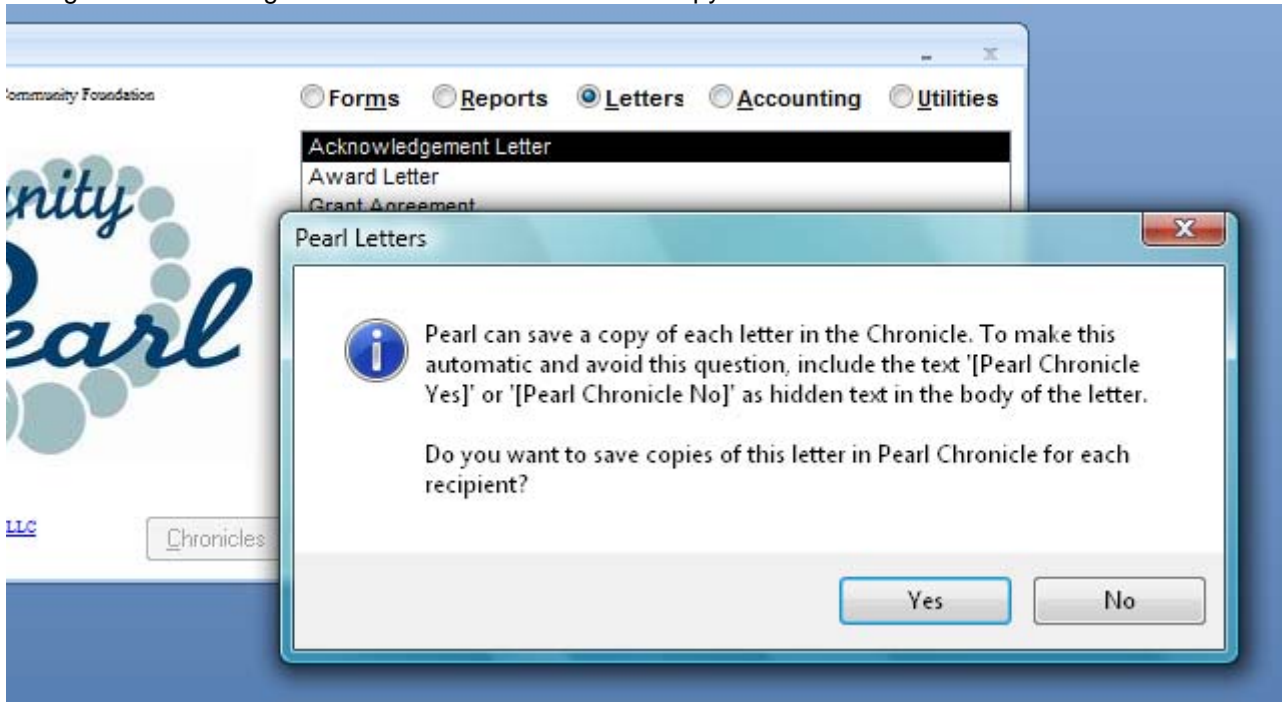 Community Foundation
Forms Reports Letters Accounting Utilities
Acknowledgement Letter
Award Letter
Grant Agreement
nity
earl
LLC
Chronicles
Pearl Letters
Pearl can save a copy of each letter in the Chronicle. To make this
automatic and avoid this question, include the text '[Pearl Chronicle
Yes]' or '[Pearl Chronicle No]' as hidden text in the body of the letter.
Do you want to save copies of this letter in Pearl Chronicle for each
recipient?
Yes No